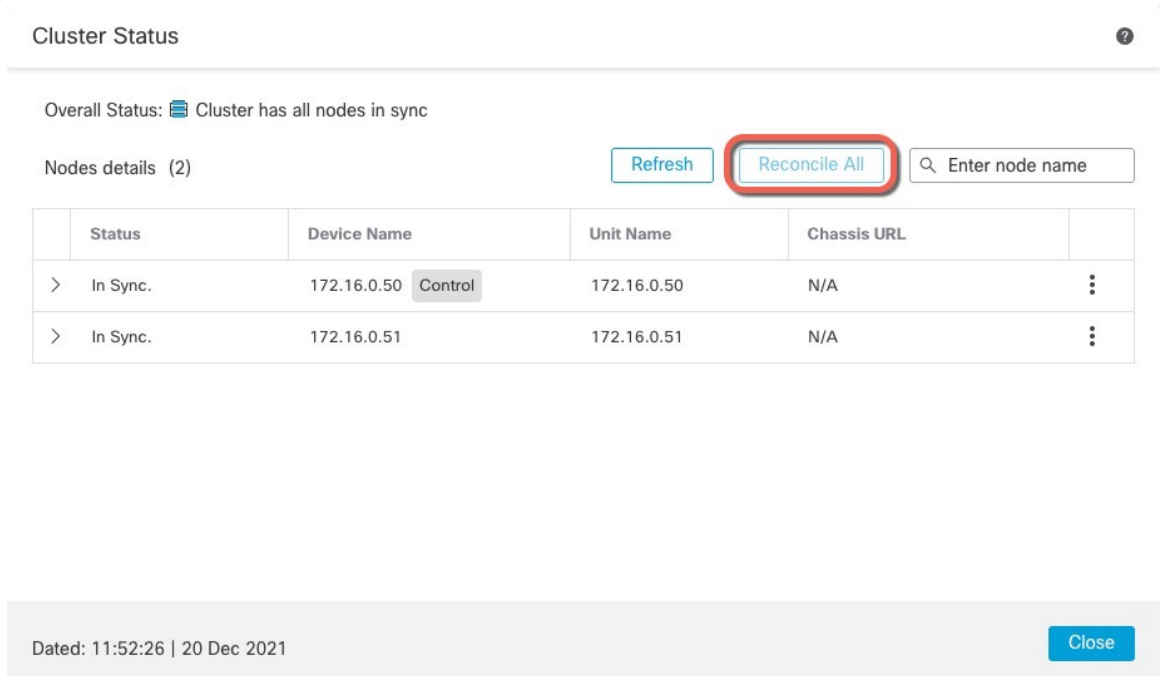 Cluster Status
Overall Status: Cluster has all nodes in sync
Nodes details (2) Refresh Reconcile All Enter node name
Status Device Name Unit Name Chassis URL
In Sync. 172.16.0.50 Control 172.16.0.50 N/A
In Sync. 172.16.0.51 172.16.0.51 N/A
Dated: 11:52:26 | 20 Dec 2021 Close